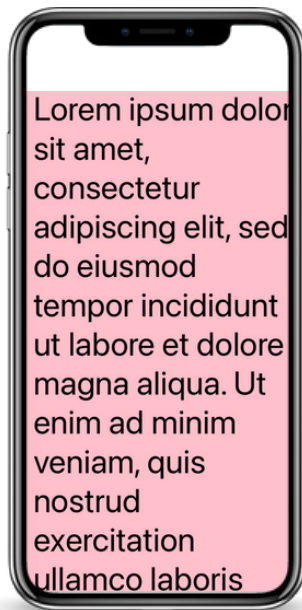 Lorem ipsum dolor
sit amet,
consectetur
adipiscing elit, sed
do eiusmod
tempor incididunt
ut labore et dolore
magna aliqua. Ut
enim ad minim
veniam, quis
nostrud
exercitation
ullamco laboris